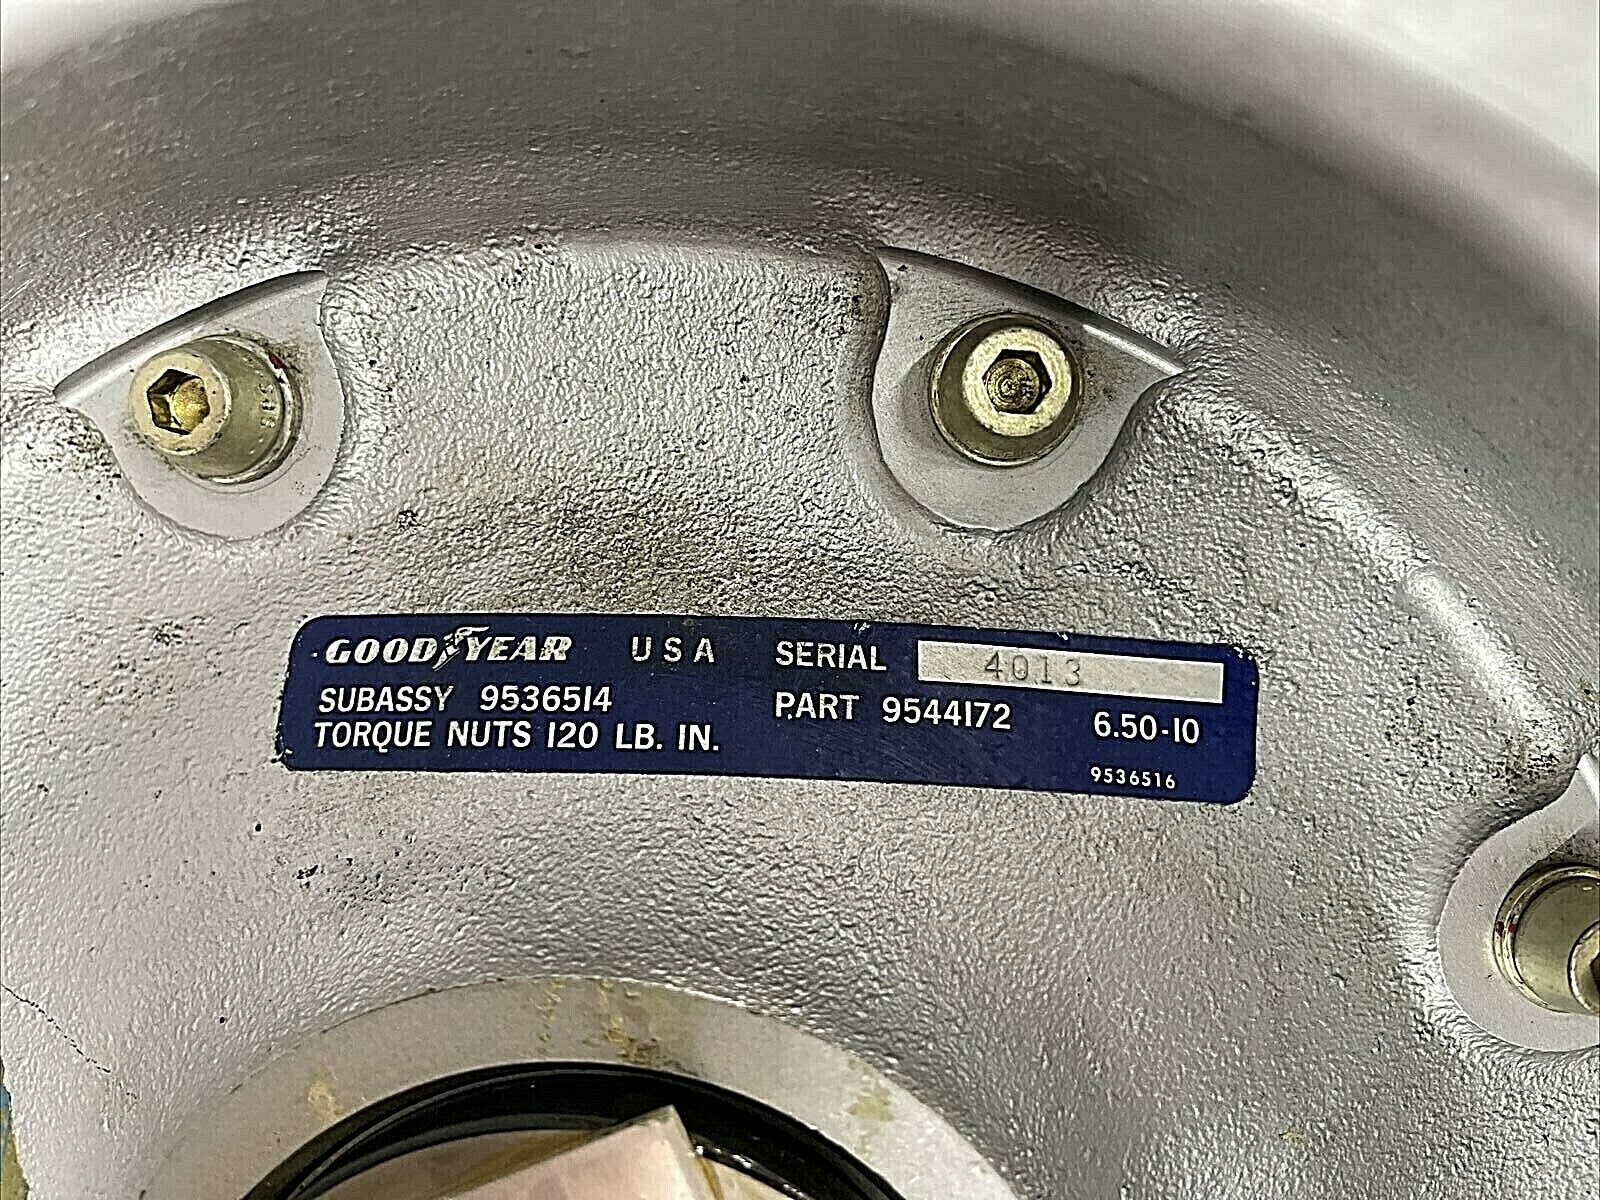 GOODYEAR USA SERIAL 4013
SUBASSY 9536514 PART 9544172 6.50-10
TORQUE NUTS 120 LB. IN.
9536516